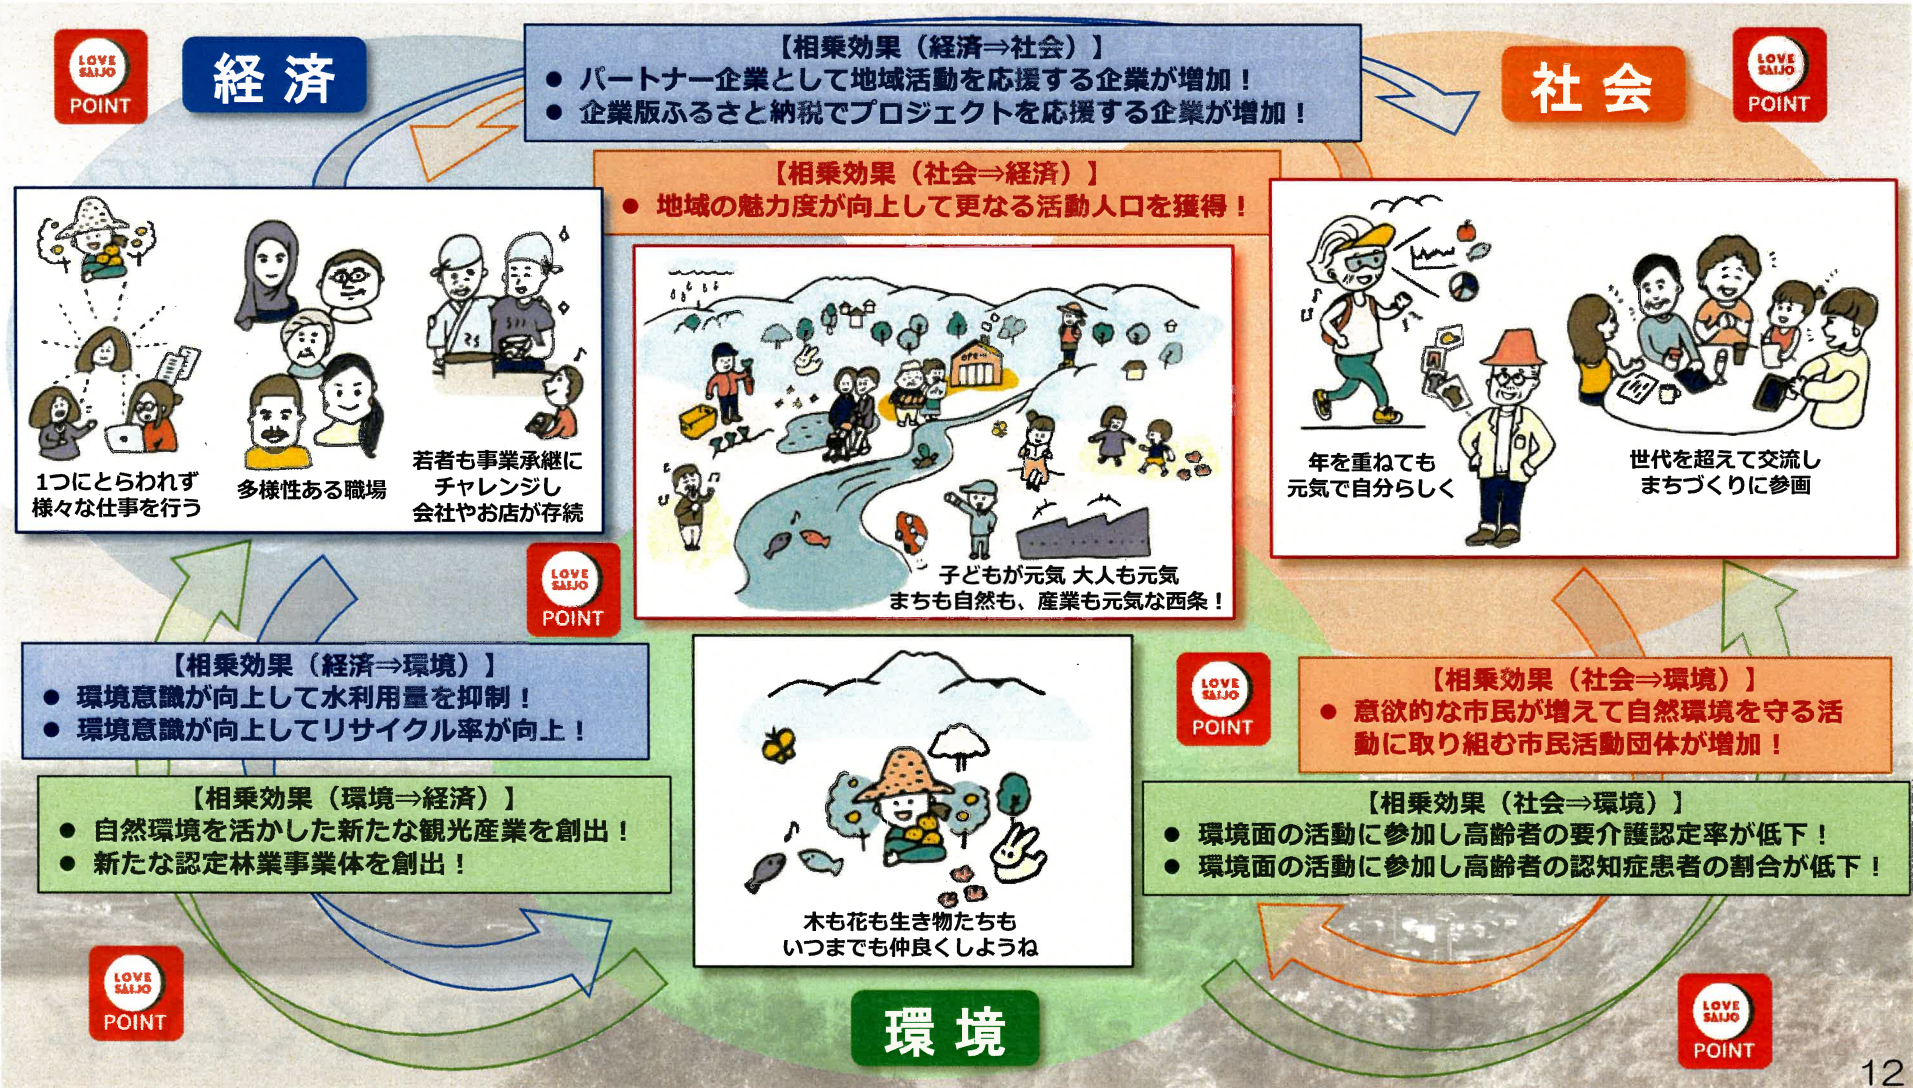 LOVE
SAIJO
POINT
経済
【相乗効果（経済⇒社会）】
● パートナー企業として地域活動を応援する企業が増加！
● 企業版ふるさと納税でプロジェクトを応援する企業が増加！
社会
LOVE
SAIJO
POINT
【相乗効果（社会⇒経済）】
● 地域の魅力度が向上して更なる活動人口を獲得！
1つにとらわれず
様々な仕事を行う
多様性ある職場
若者も事業承継に
チャレンジし
会社やお店が存続
OPEN
子どもが元気 大人も元気
まちも自然も、産業も元気な西条！
年を重ねても
元気で自分らしく
世代を超えて交流し
まちづくりに参画
LOVE
SAIJO
POINT
【相乗効果（経済⇒環境）】
● 環境意識が向上して水利用量を抑制！
● 環境意識が向上してリサイクル率が向上！
【相乗効果（環境⇒経済）】
● 自然環境を活かした新たな観光産業を創出！
● 新たな認定林業事業体を創出！
木も花も生き物たちも
いつまでも仲良くしようね
LOVE
SAIJO
POINT
【相乗効果（社会⇒環境）】
● 意欲的な市民が増えて自然環境を守る活
動に取り組む市民活動団体が増加！
【相乗効果（社会⇒環境）】
● 環境面の活動に参加し高齢者の要介護認定率が低下！
● 環境面の活動に参加し高齢者の認知症患者の割合が低下！
LOVE
SAIJO
POINT
環境
LOVE
SAIJO
POINT
12